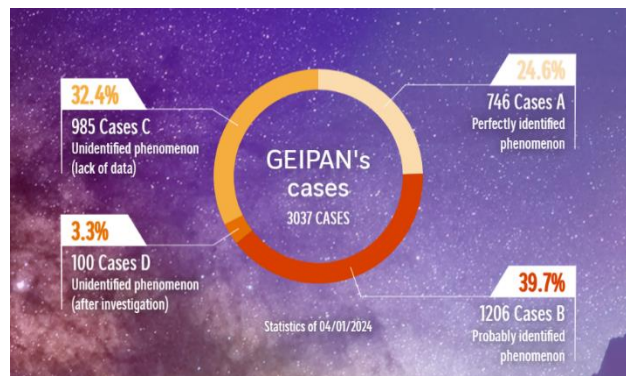 32.4%
985 Cases C
Unidentified phenomenon
(lack of data)
24.6%
746 Cases A
Perfectly identified
phenomenon
GEIPAN's
cases
3037 CASES
3.3%
100 Cases D
Unidentified phenomenon
(after investigation)
39.7%
1206 Cases B
Probably identified
phenomenon
Statistics of 04/01/2024